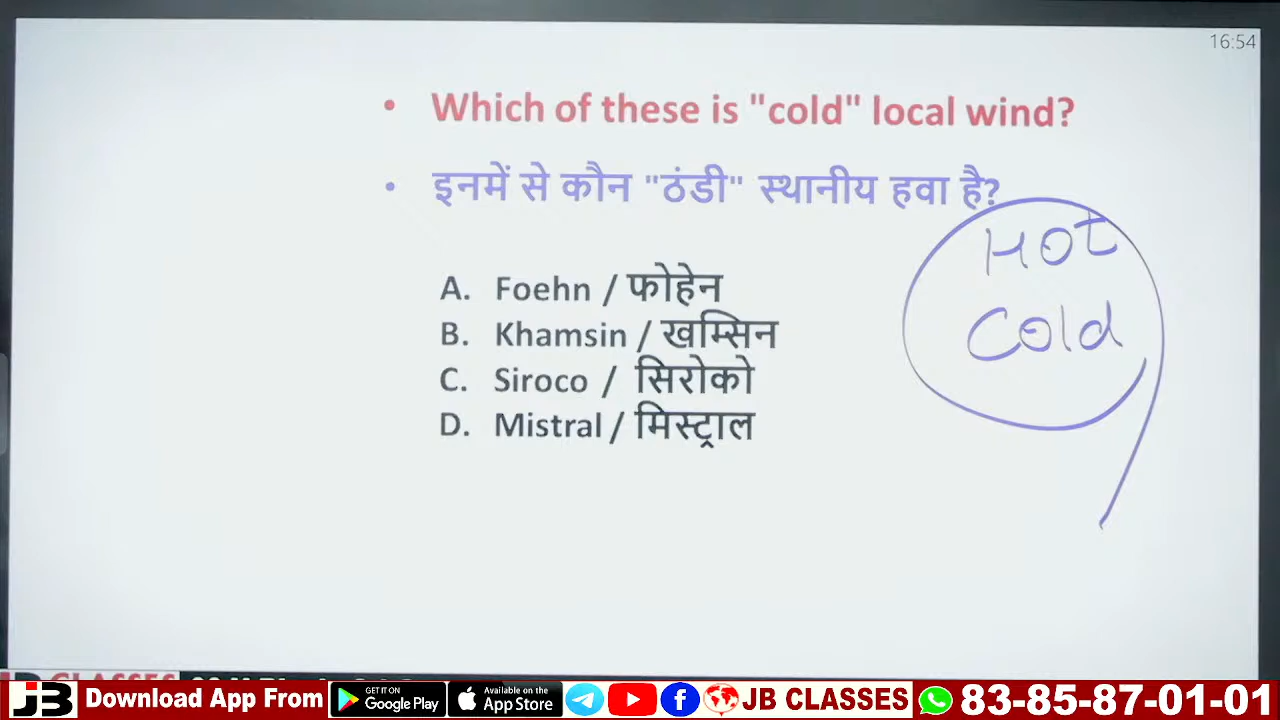 16:54
• Which of these is "cold" local wind?
• इनमें से कौन "ठंडी" स्थानीय हवा है?
Hot
Cold
A. Foehn / फोहेन
B. Khamsin / खम्सिन
C. Siroco / सिरोको
D. Mistral / मिस्ट्राल
JB Download App From GET IT ON Google Play Available on the App Store JB CLASSES 83-85-87-01-01